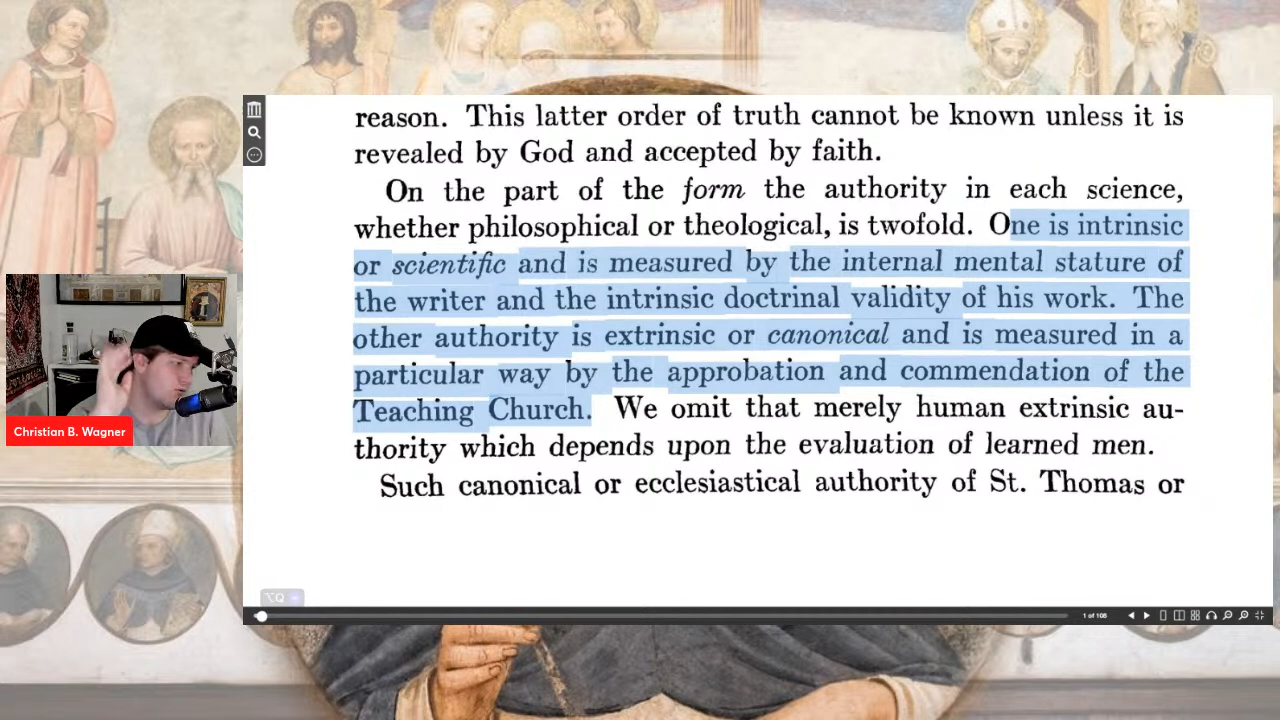 reason. This latter order of truth cannot be known unless it is
revealed by God and accepted by faith.
On the part of the form the authority in each science,
whether philosophical or theological, is twofold. One is intrinsic
or scientific and is measured by the internal mental stature of
the writer and the intrinsic doctrinal validity of his work. The
other authority is extrinsic or canonical and is measured in a
particular way by the approbation and commendation of the
Teaching Church. We omit that merely human extrinsic au-
thority which depends upon the evaluation of learned men.
Such canonical or ecclesiastical authority of St. Thomas or
Christian B. Wagner
⌥Q
1 of 108